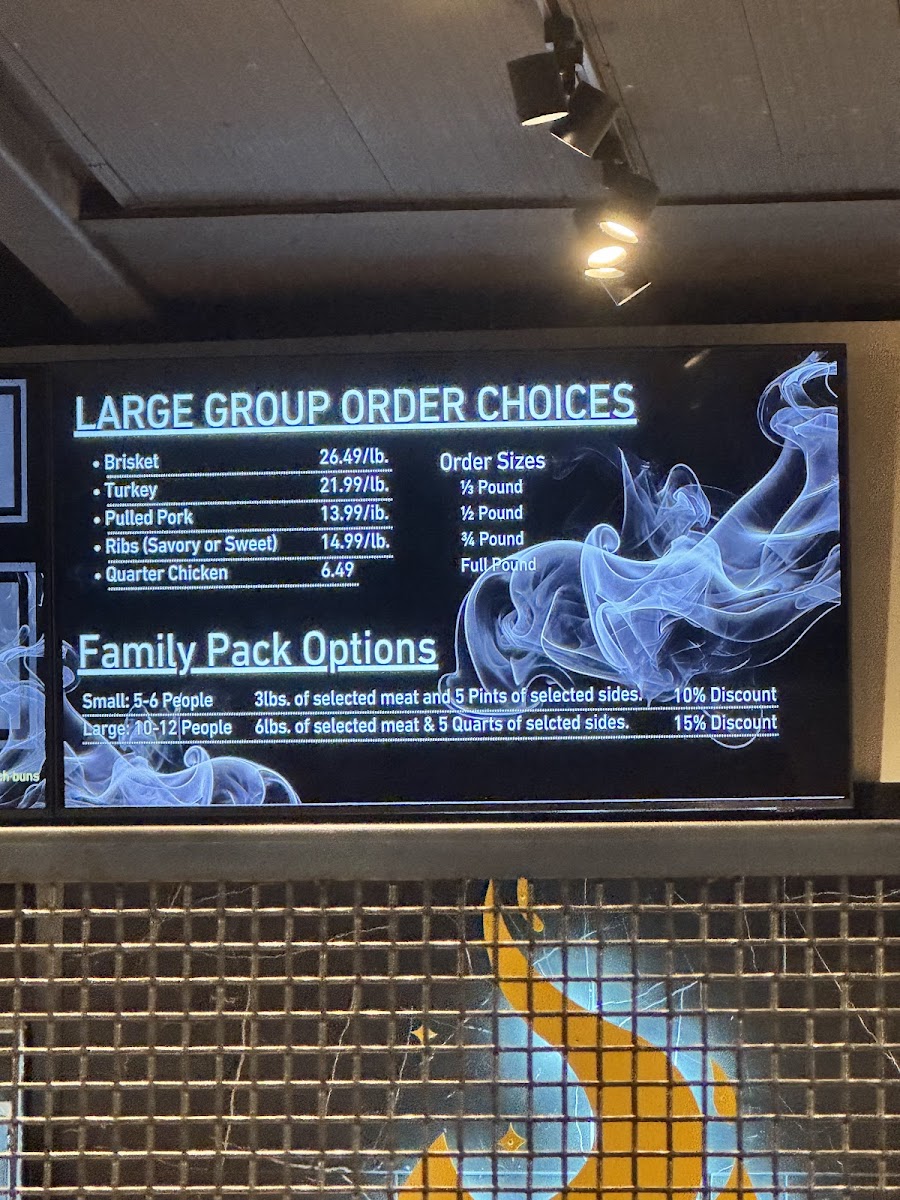 LARGE GROUP ORDER CHOICES
• Brisket 26.49/lb.
• Turkey 21.99/lb.
• Pulled Pork 13.99/ib.
• Ribs (Savory or Sweet) 14.99/lb.
• Quarter Chicken 6.49
Order Sizes
⅓ Pound
½ Pound
¾ Pound
Full Pound
Family Pack Options
Small: 5-6 People 3lbs. of selected meat and 5 Pints of selected sides. 10% Discount
Large: 10-12 People 6lbs. of selected meat & 5 Quarts of selcted sides. 15% Discount
ch buns